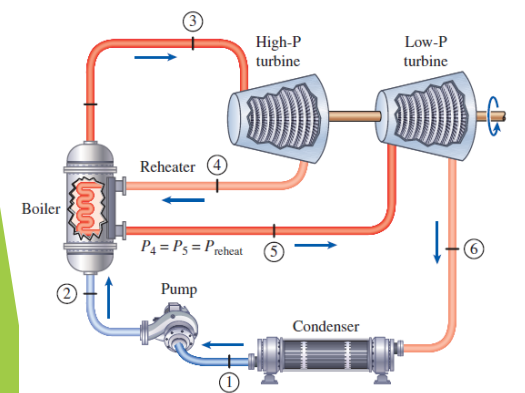 3
High-P
turbine
Low-P
turbine
Reheater
4
Boiler
P4 = P5 = Preheat
5
6
2
Pump
Condenser
1